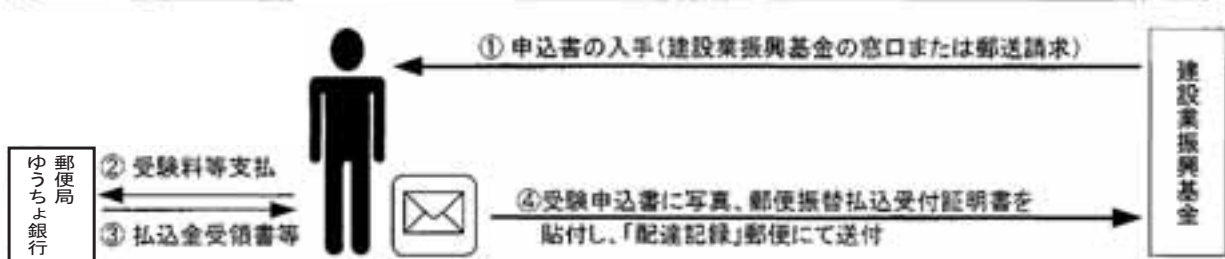 ① 申込書の入手(建設業振興基金の窓口または郵送請求)
建設業振興基金
郵便局
ゆうちょ銀行
② 受験料等支払
③ 払込金受領書等
④受験申込書に写真、郵便振替払込受付証明書を
貼付し、「配達記録」郵便にて送付